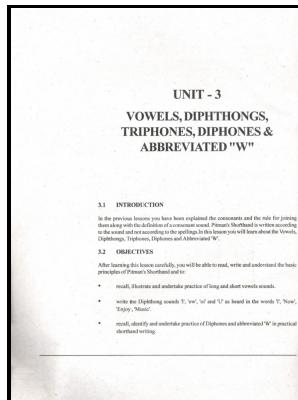 UNIT - 3
VOWELS, DIPHTHONGS,
TRIPHONES, DIPHONES &
ABBREVIATED "W"
3.1 INTRODUCTION
In the previous lessons you have been explained the consonants and the rule for joining
them along with the definition of a consonant sound. Pitman's Shorthand is written according
to the sound and not according to the spellings. In this lesson you will learn about the Vowels,
Diphthongs, Triphones, Diphones and Abbreviated 'W'.
3.2 OBJECTIVES
After learning this lesson carefully, you will be able to read, write and understand the basic
principles of Pitman's Shorthand and to:
• recall, illustrate and undertake practice of long and short vowels sounds.
• write the Diphthong sounds 'I', 'ow', 'oi' and 'U' as heard in the words 'I', 'Now',
'Enjoy', 'Music'.
• recall, identify and undertake practice of Diphones and abbreviated 'W' in practical
shorthand writing.